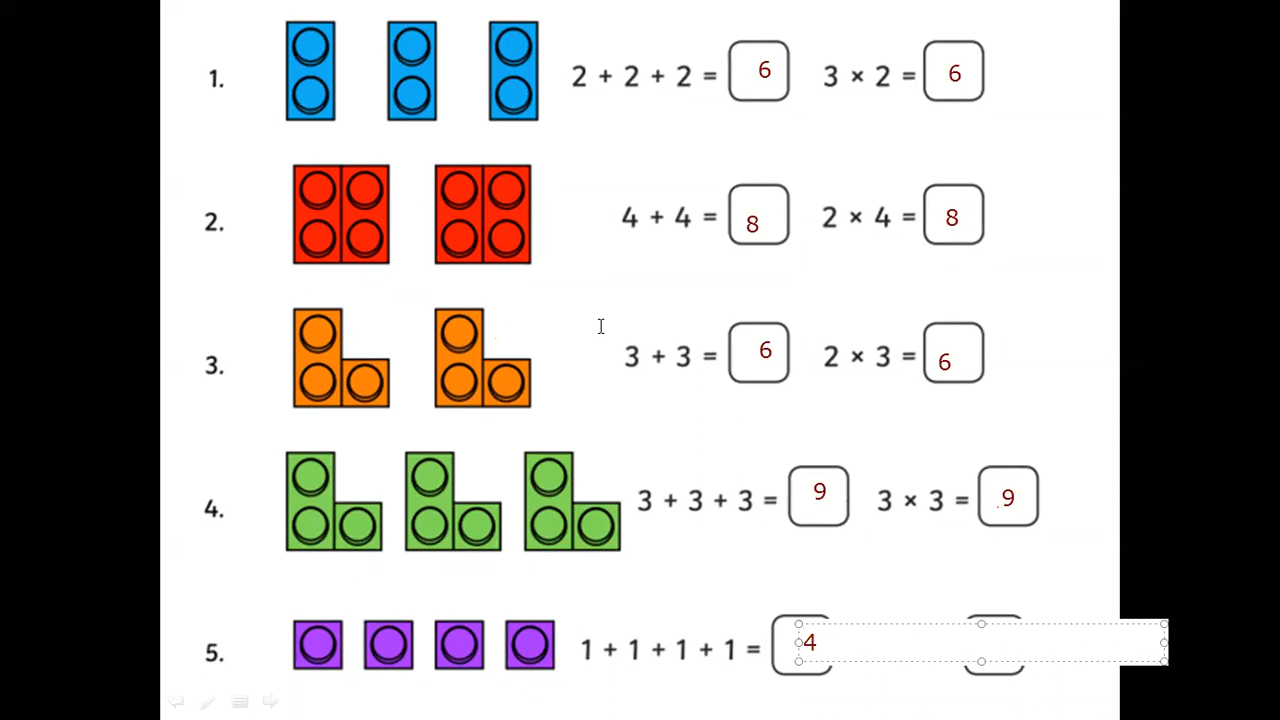 1. 2 + 2 + 2 = 6 3 × 2 = 6
2. 4 + 4 = 8 2 × 4 = 8
3. 3 + 3 = 6 2 × 3 = 6
4. 3 + 3 + 3 = 9 3 × 3 = 9
5. 1 + 1 + 1 + 1 = 4